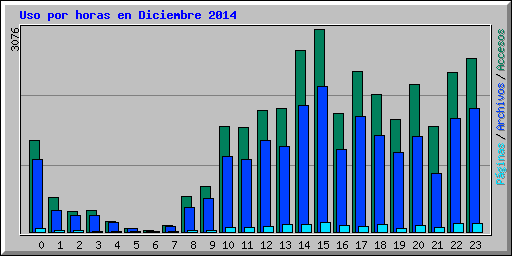 Uso por horas en Diciembre 2014
3076
Páginas / Archivos / Accesos
0 1 2 3 4 5 6 7 8 9 10 11 12 13 14 15 16 17 18 19 20 21 22 23